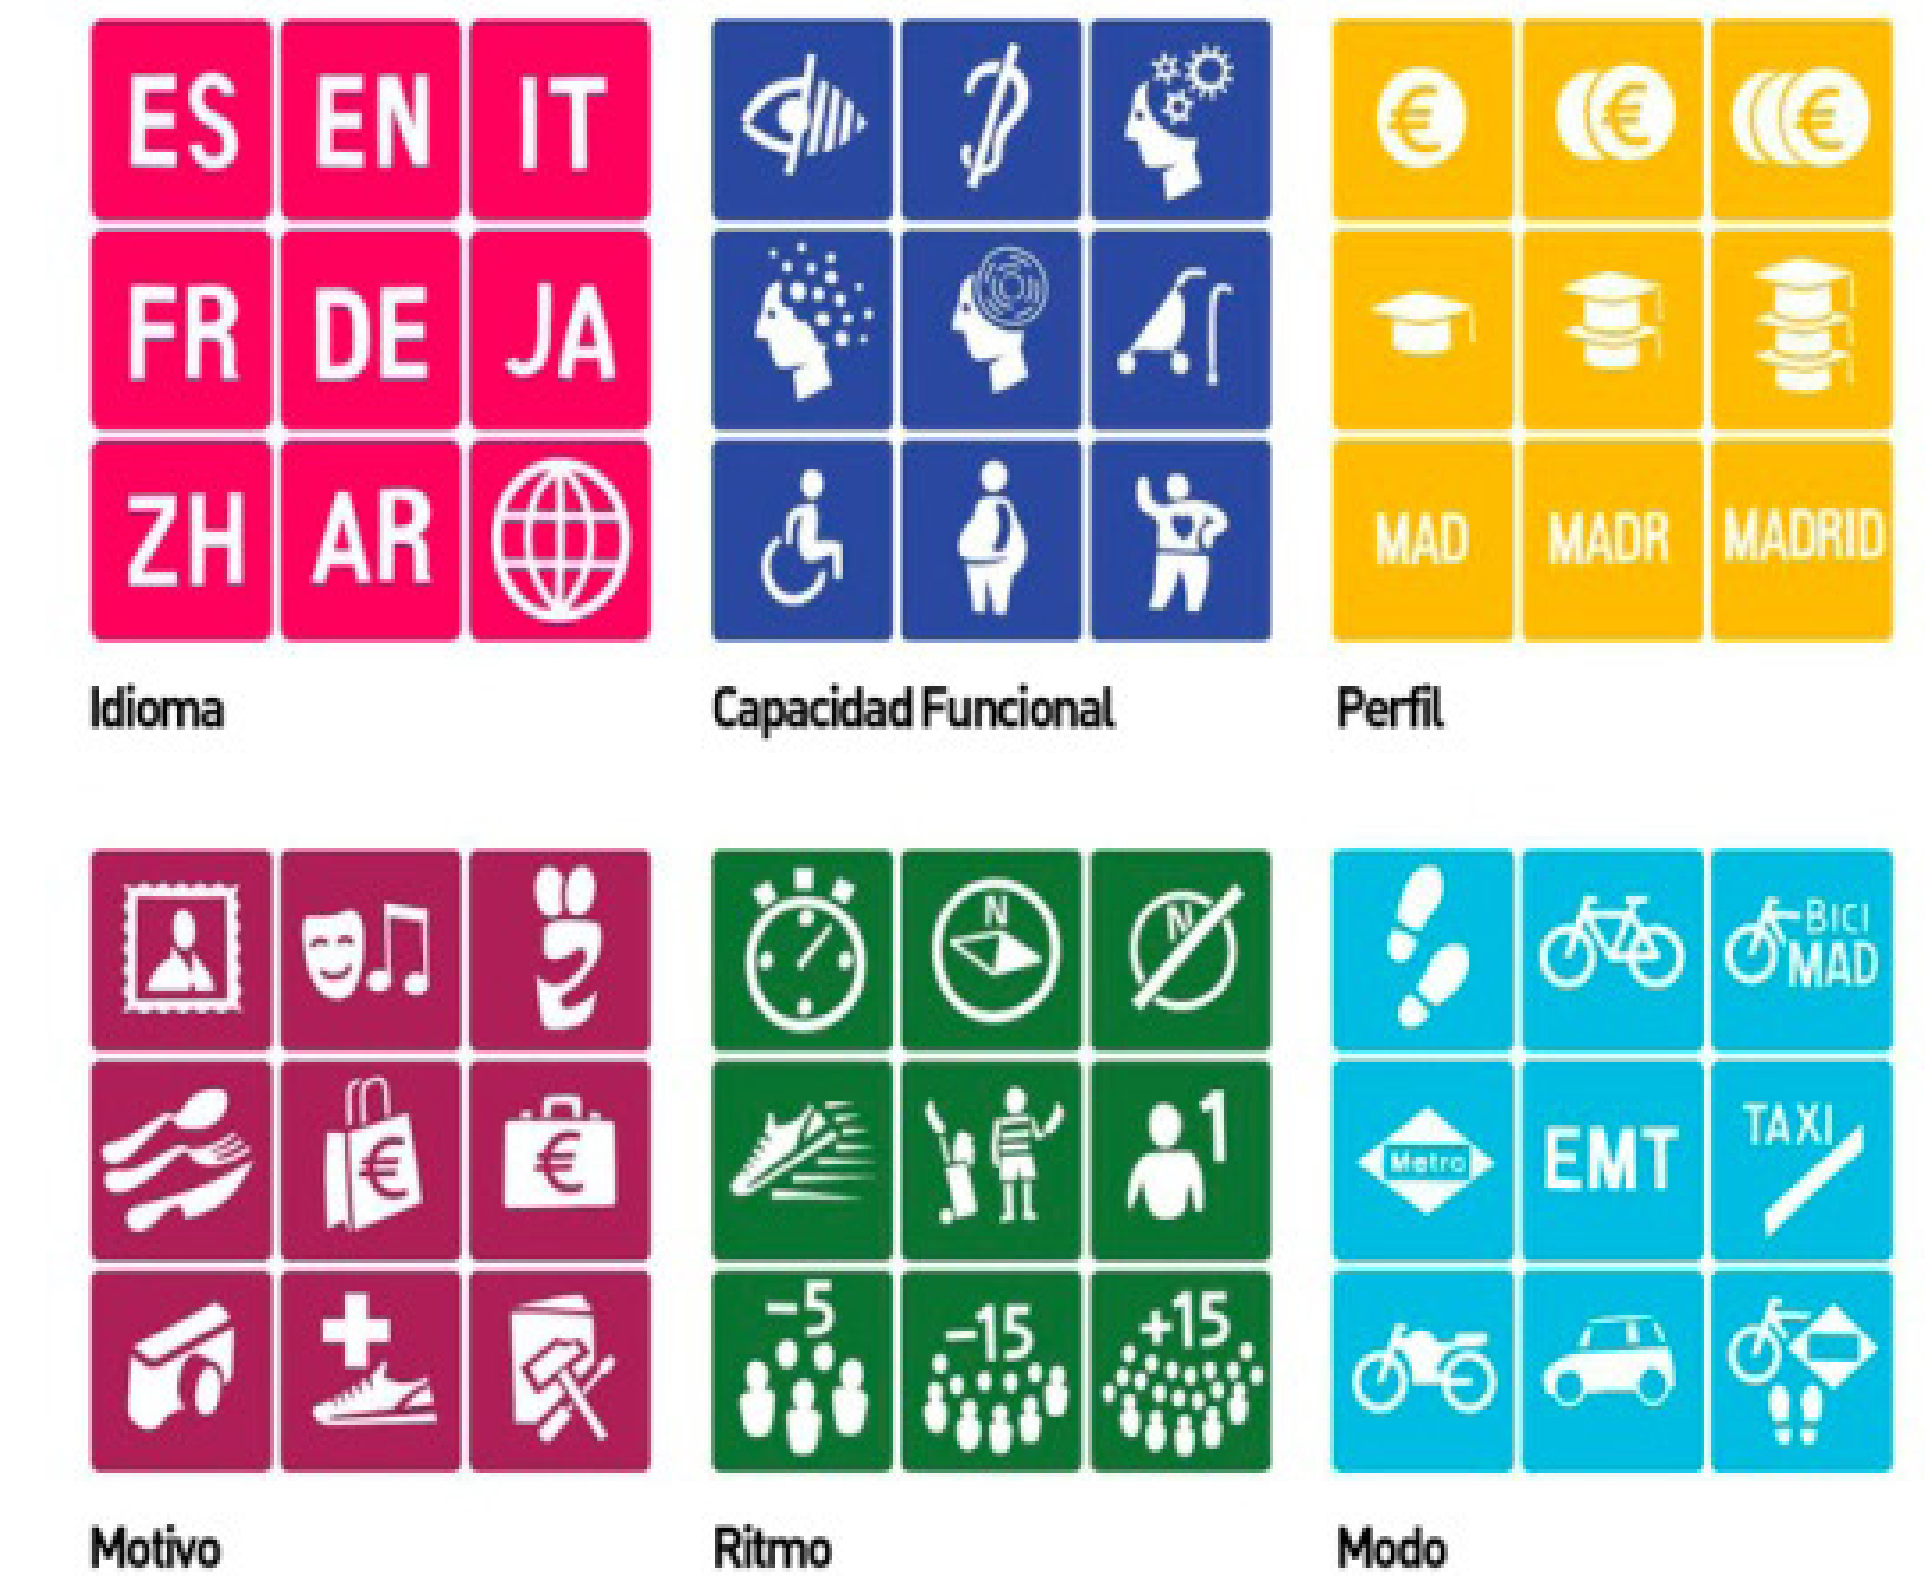 ES EN IT
FR DE JA
ZH AR
Idioma
Capacidad Funcional
€ € €
MAD MADR MADRID
Perfil
€ €
Motivo
N N
1
-5 -15 +15
Ritmo
BICI
MAD
Metro EMT TAXI
Modo